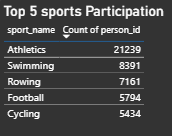 Top 5 sports Participation
sport_name Count of person_id
Athletics 21239
Swimming 8391
Rowing 7161
Football 5794
Cycling 5434